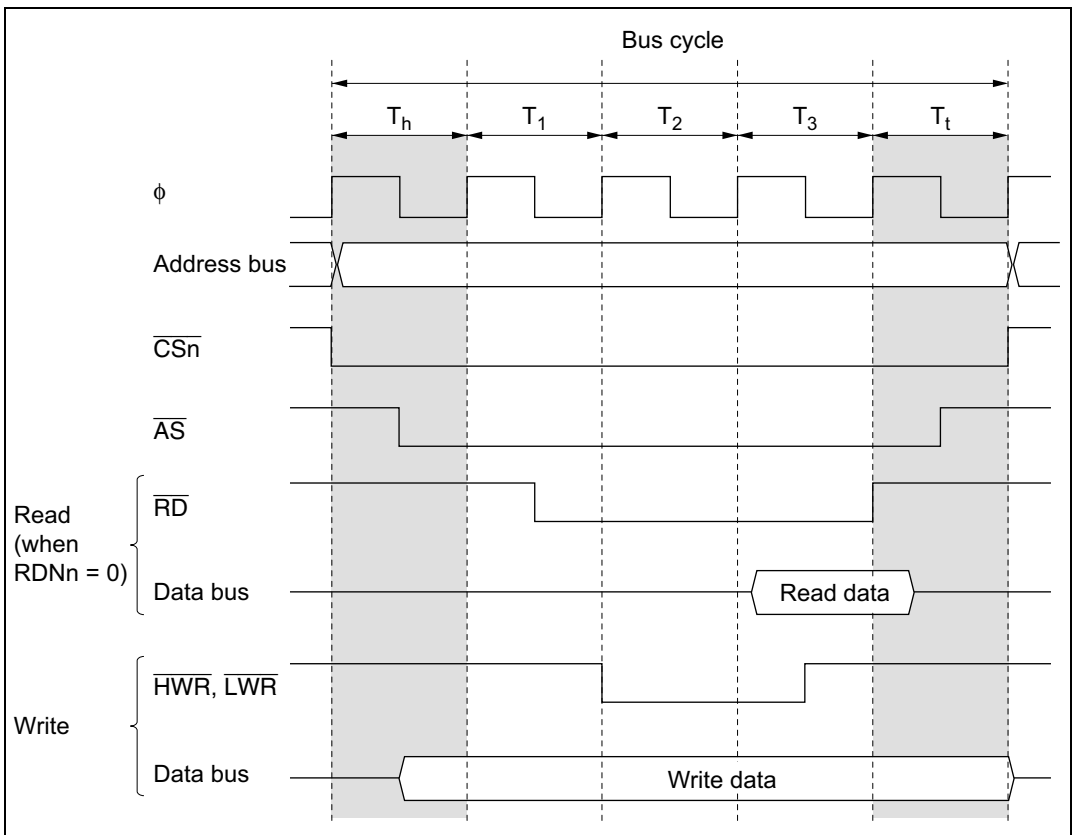 Bus cycle
Th T1 T2 T3 Tt
ϕ
Address bus
CSn
AS
Read
(when
RDNn = 0)
RD
Data bus
Read data
Write
HWR, LWR
Data bus
Write data